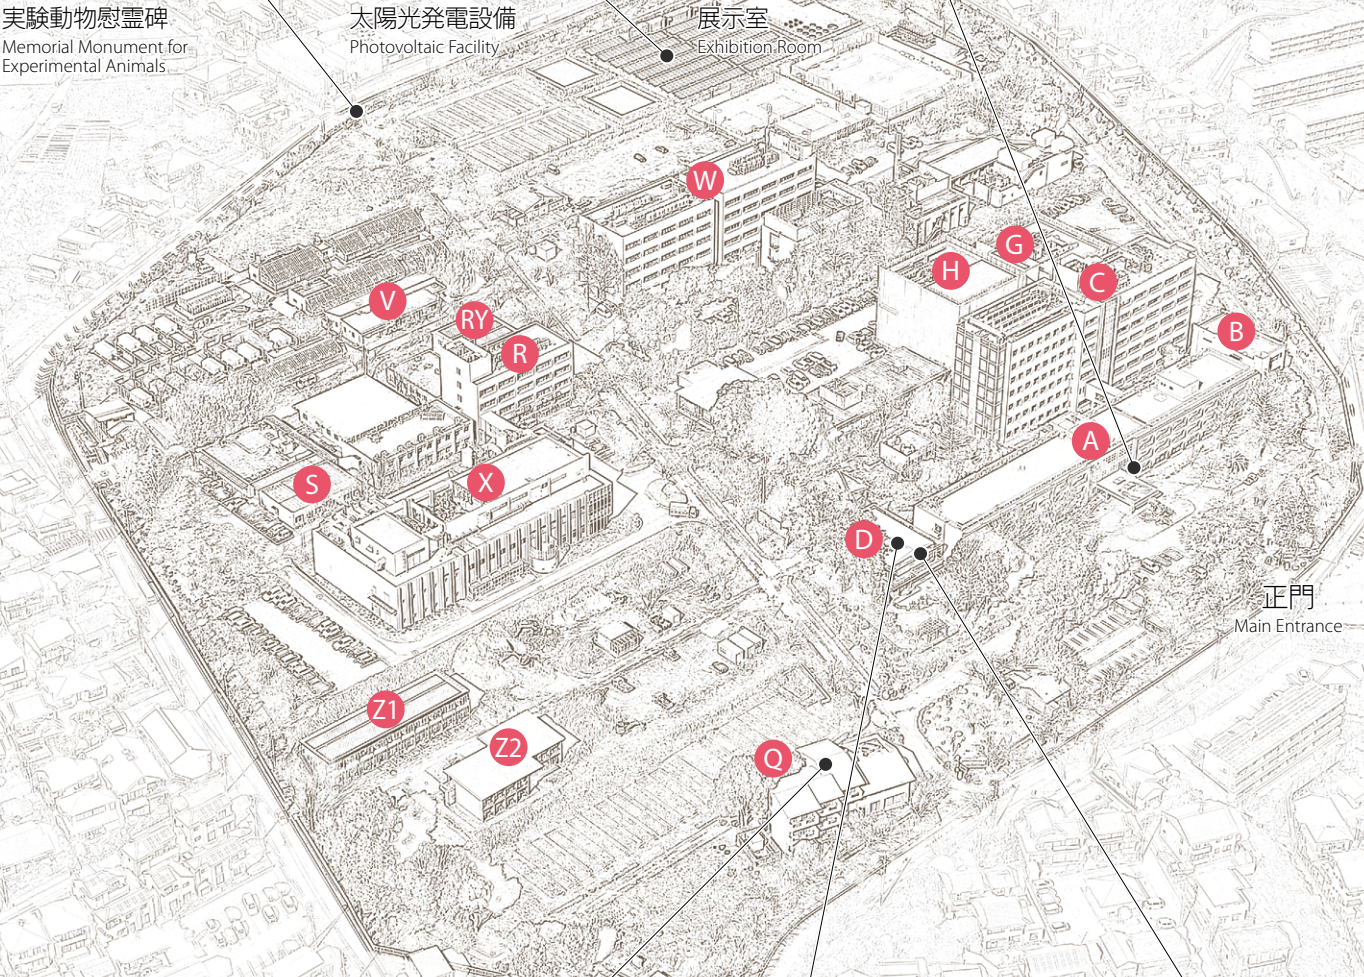 実験動物慰霊碑
Memorial Monument for
Experimental Animals
太陽光発電設備
Photovoltaic Facility
展示室
Exhibition Room
W
G
H
C
V
RY
B
R
A
X
S
D
正門
Main Entrance
Z1
Z2
Q